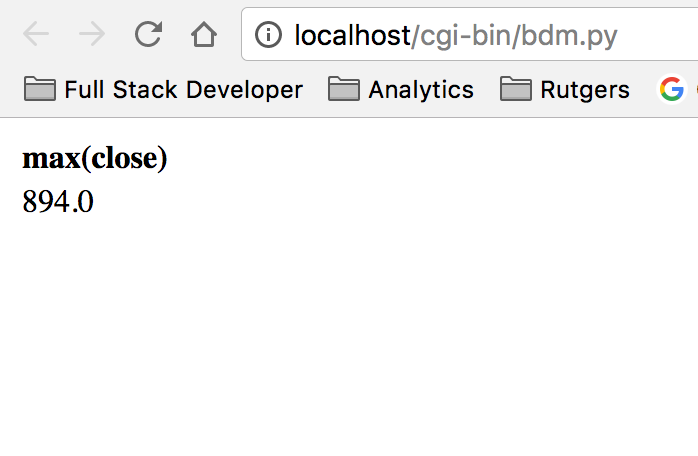 localhost/cgi-bin/bdm.py
Full Stack Developer Analytics Rutgers
max(close)
894.0